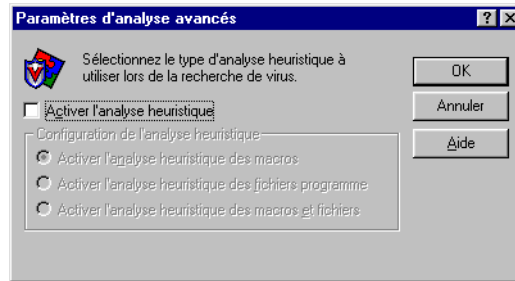 Paramètres d'analyse avancés
Sélectionnez le type d'analyse heuristique à
utiliser lors de la recherche de virus.
Activer l'analyse heuristique
Configuration de l'analyse heuristique
Activer l'analyse heuristique des macros
Activer l'analyse heuristique des fichiers programme
Activer l'analyse heuristique des macros et fichiers
OK
Annuler
Aide